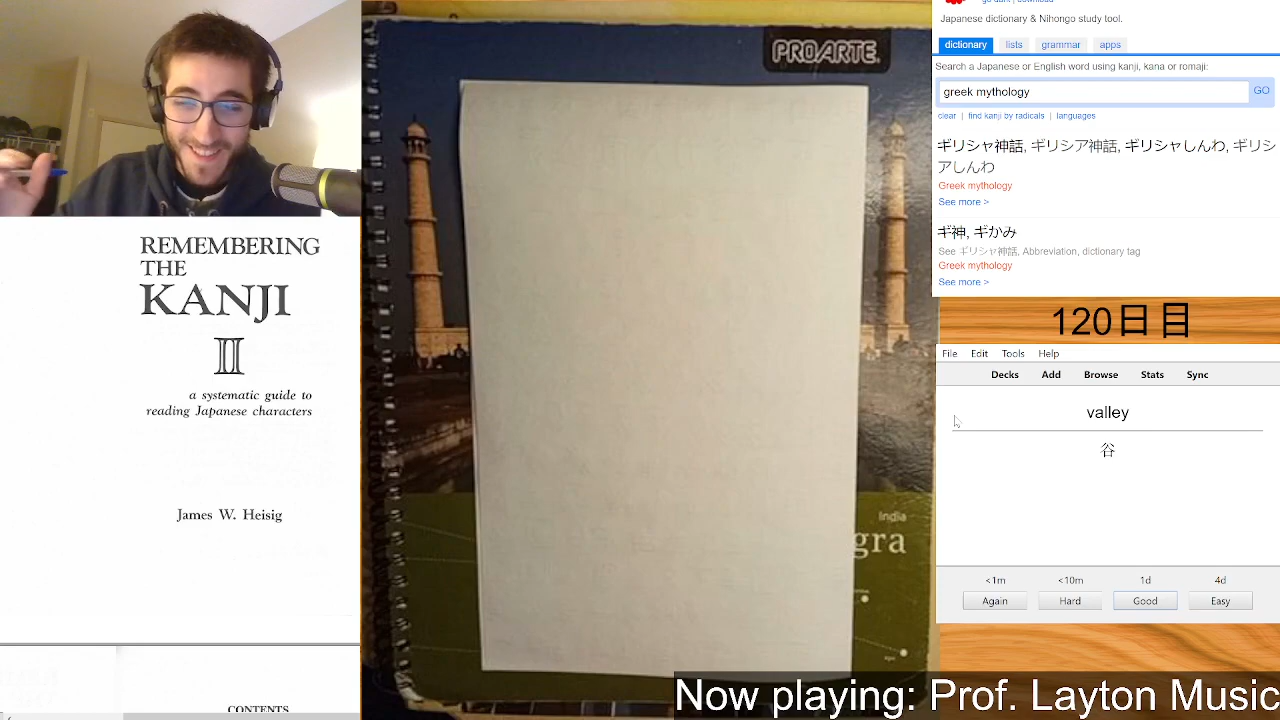 PROARTE
India
gra
REMEMBERING
THE
KANJI
II
a systematic guide to
reading Japanese characters
James W. Heisig
CONTENTS
Japanese dictionary & Nihongo study tool.
dictionary lists grammar apps
Search a Japanese or English word using kanji, kana or romaji:
greek mythology GO
clear | find kanji by radicals | languages
ギリシャ神話, ギリシア神話, ギリシャしんわ, ギリシ
アしんわ
Greek mythology
See more >
ギ神, ギかみ
See ギリシャ神話, Abbreviation, dictionary tag
Greek mythology
See more >
120日目
File Edit Tools Help
Decks Add Browse Stats Sync
valley
谷
<1m <10m 1d 4d
Again Hard Good Easy
Now playing: Prof. Layton Music